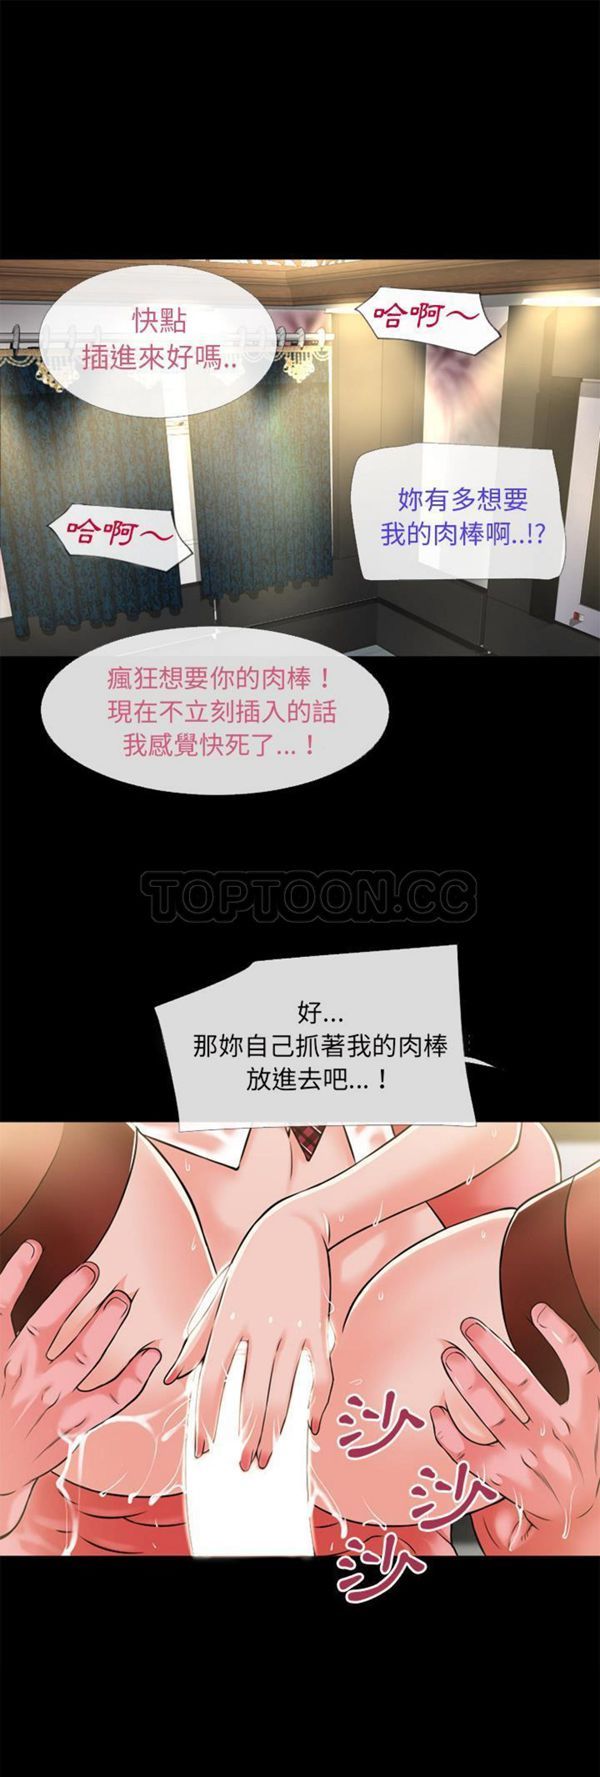 快點
插進來好嗎..
哈啊~
妳有多想要
我的肉棒啊..!?
哈啊~
瘋狂想要你的肉棒！
現在不立刻插入的話
我感覺快死了...！
TOPTOON.CC
好...
那妳自己抓著我的肉棒
放進去吧...！
沙
沙
沙